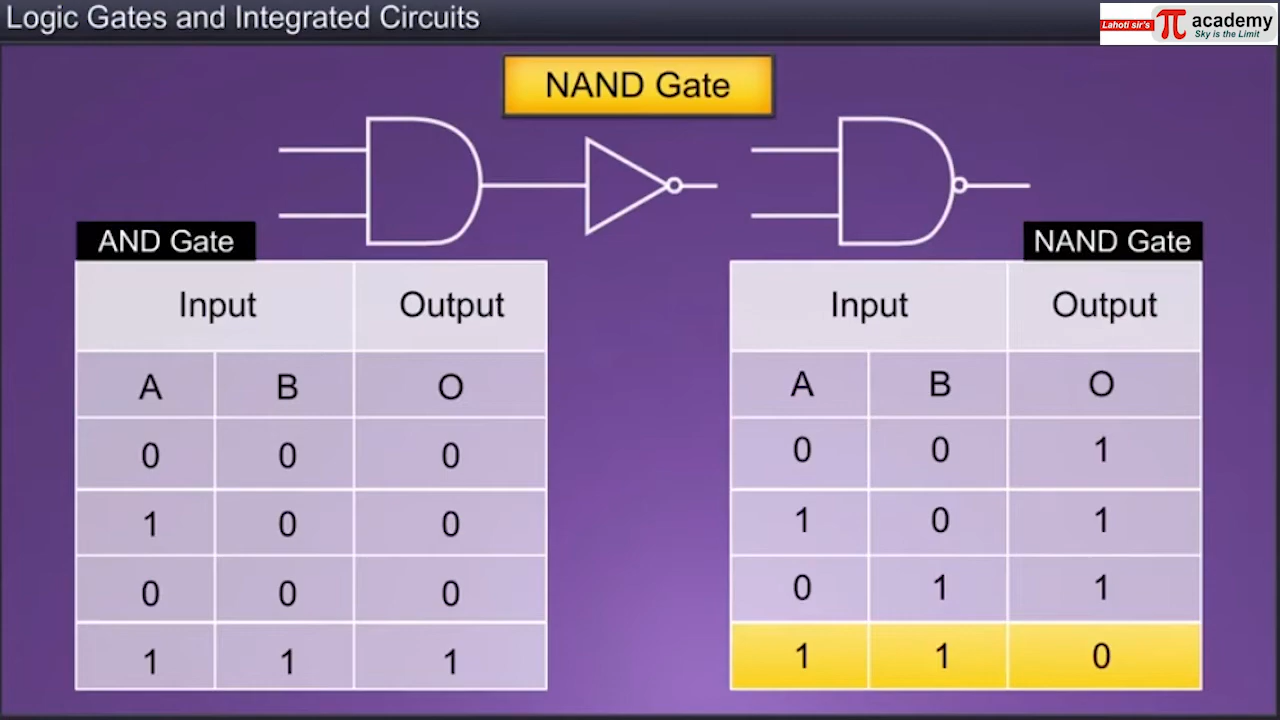 Logic Gates and Integrated Circuits
Lahoti sir's π academy
Sky is the Limit
NAND Gate
AND Gate
Input Output
A B O
0 0 0
1 0 0
0 0 0
1 1 1
NAND Gate
Input Output
A B O
0 0 1
1 0 1
0 1 1
1 1 0